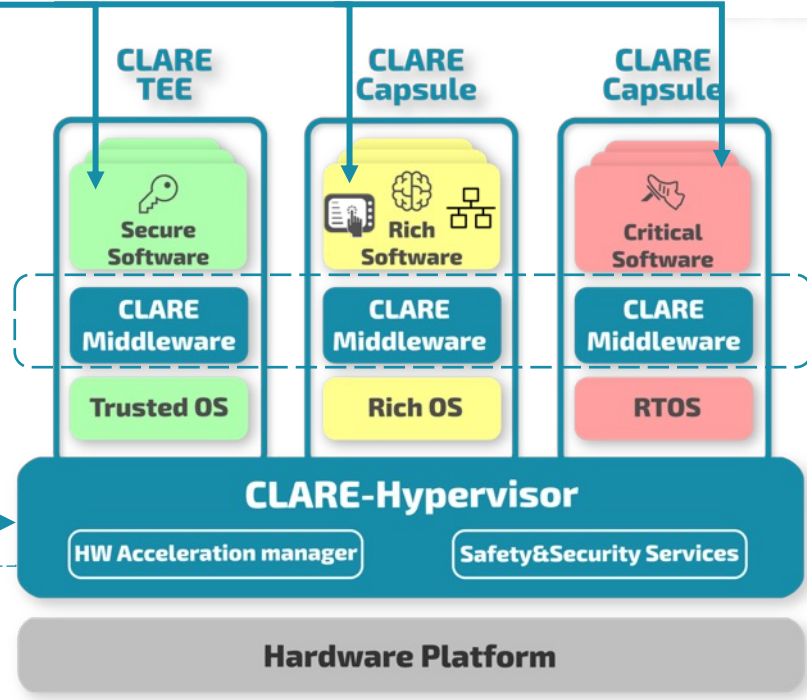 CLARE
TEE
CLARE
Capsule
CLARE
Capsule
Secure
Software
Rich
Software
Critical
Software
CLARE
Middleware
CLARE
Middleware
CLARE
Middleware
Trusted OS
Rich OS
RTOS
CLARE-Hypervisor
HW Acceleration manager
Safety&Security Services
Hardware Platform